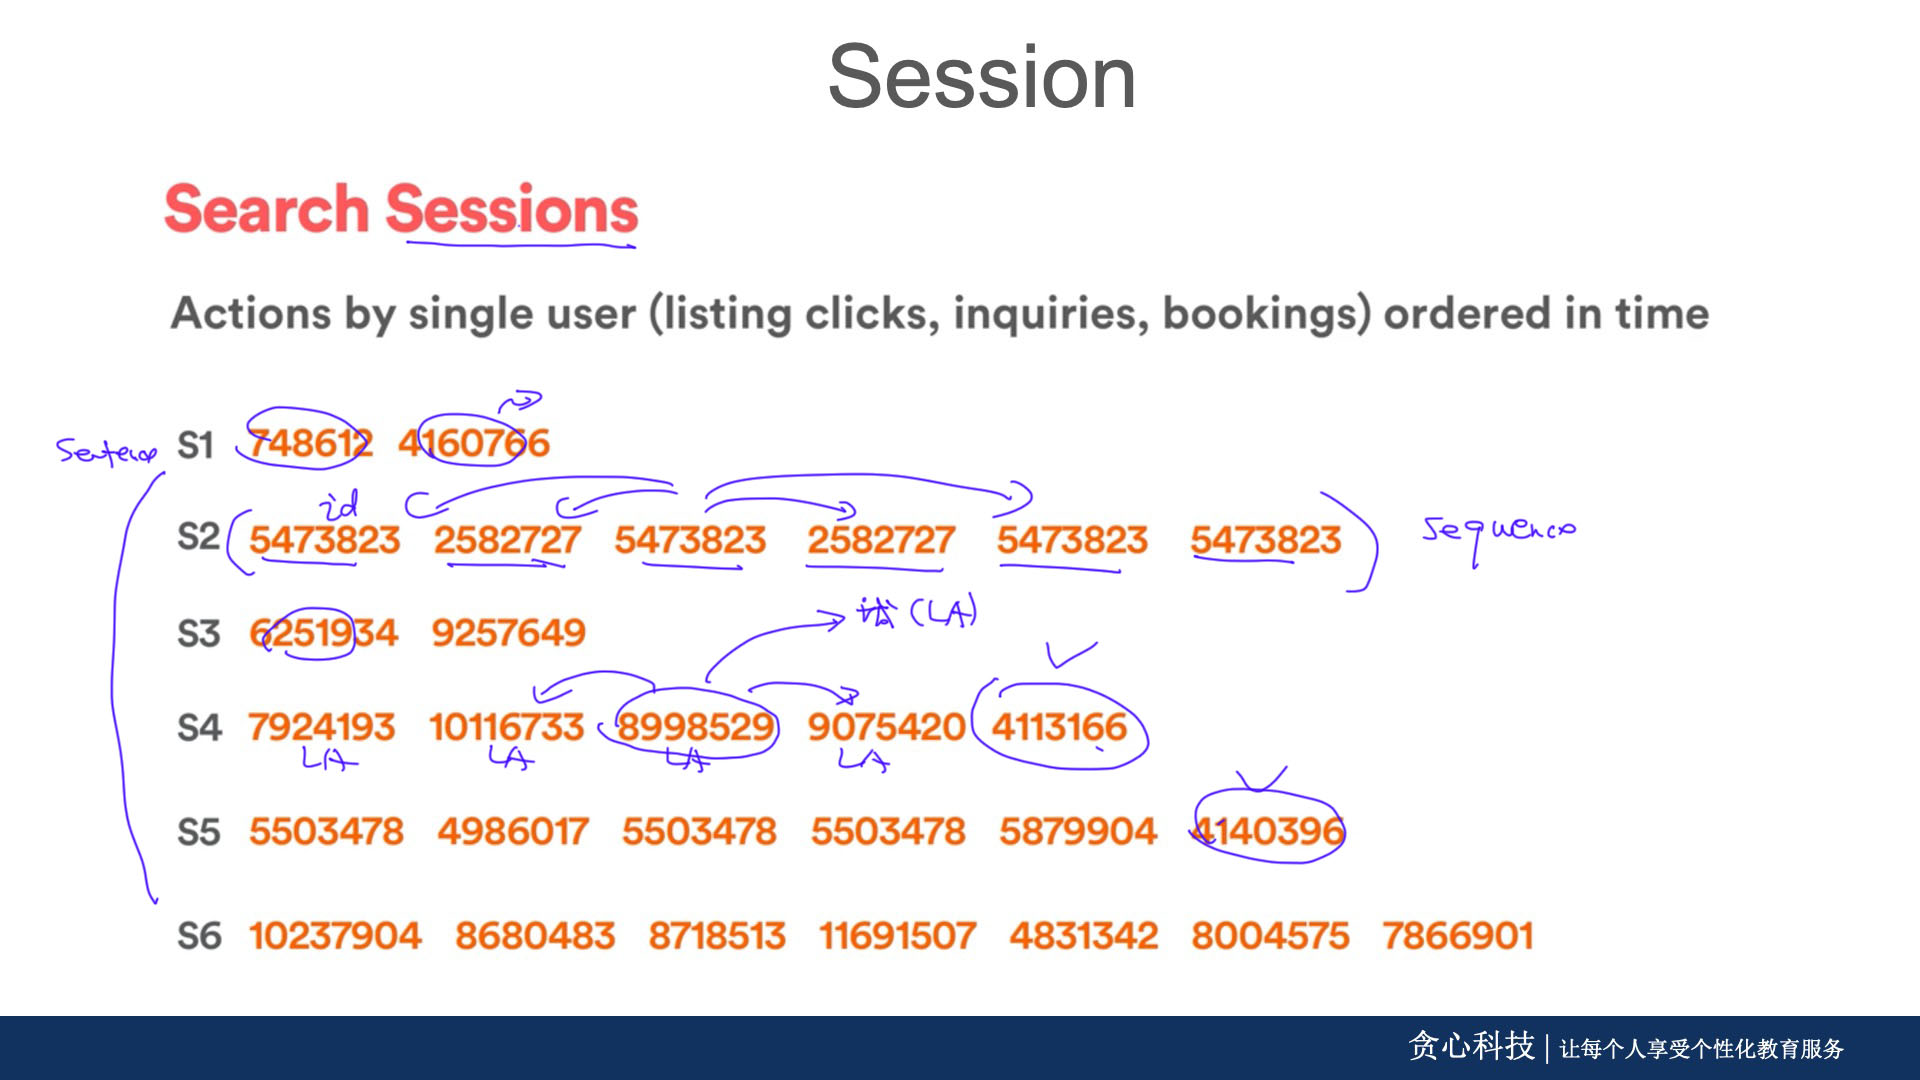 Session
Search Sessions
Actions by single user (listing clicks, inquiries, bookings) ordered in time
Sentence
S1 748612 4160766
id
S2 5473823 2582727 5473823 2582727 5473823 5473823
Sequence
(LA)
S3 6251934 9257649
S4 7924193 10116733 8998529 9075420 4113166
LA LA LA LA
S5 5503478 4986017 5503478 5503478 5879904 4140396
S6 10237904 8680483 8718513 11691507 4831342 8004575 7866901
贪心科技 | 让每个人享受个性化教育服务